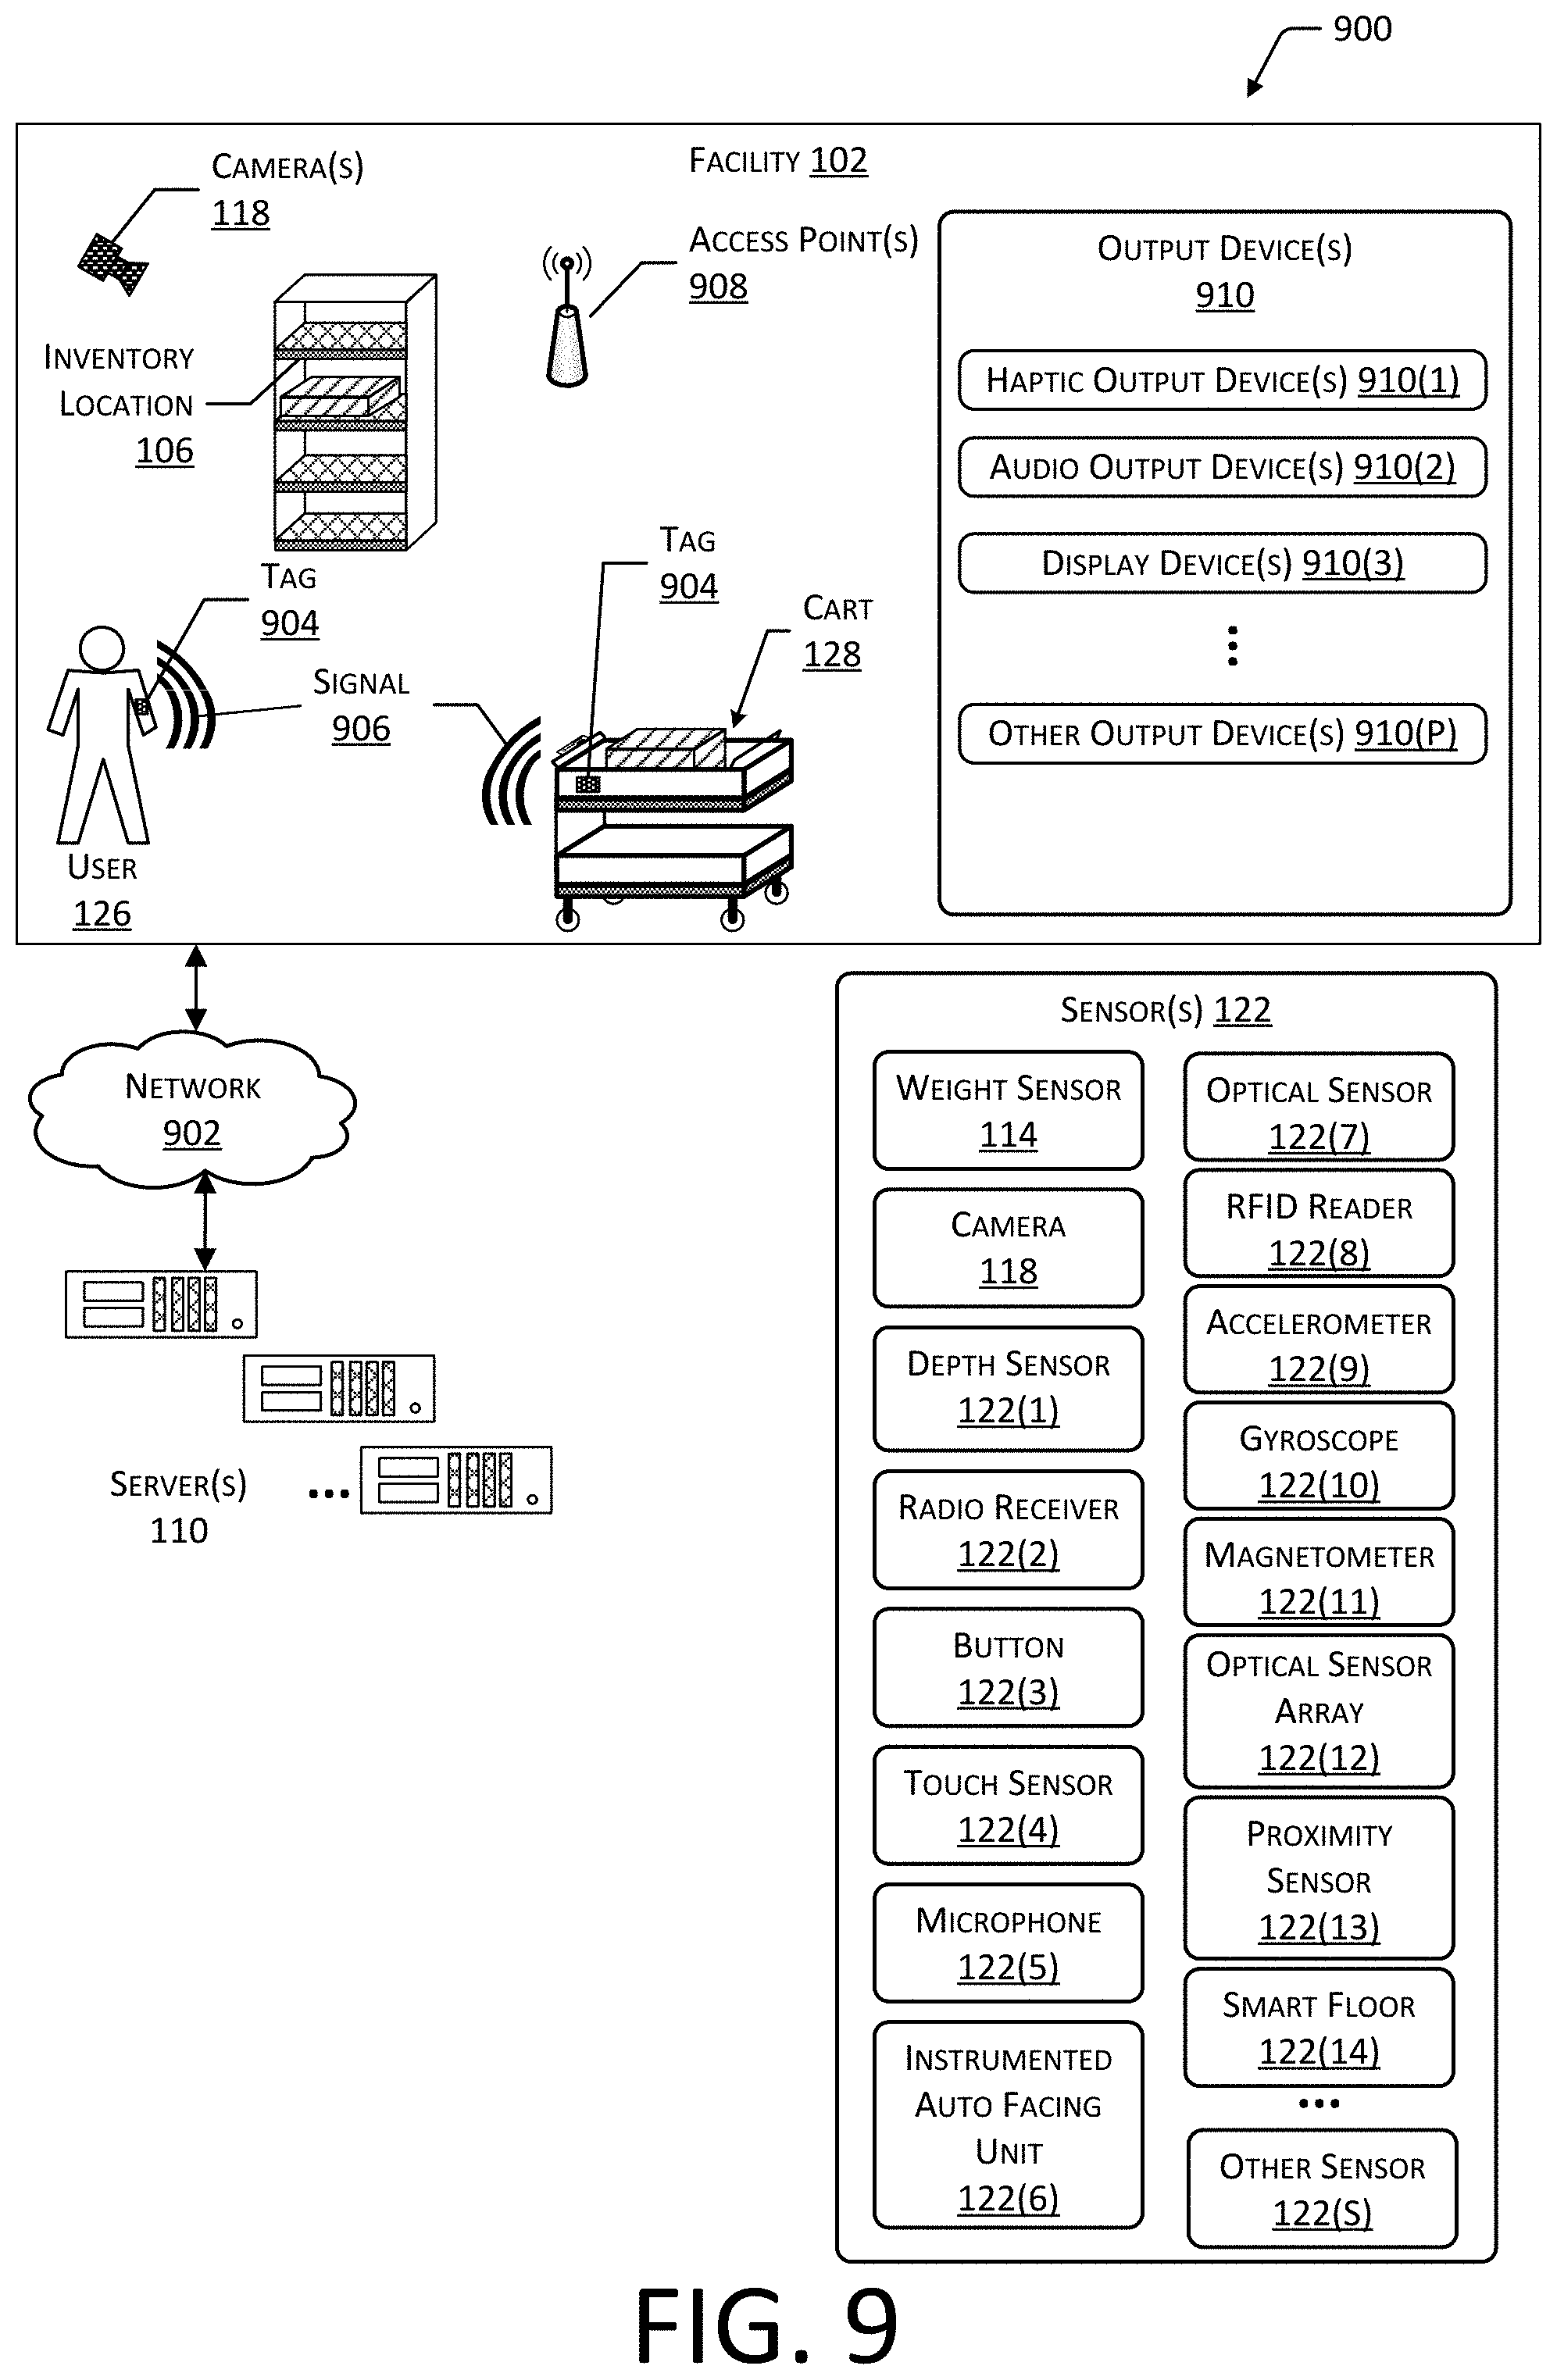 900
FACILITY 102
CAMERA(S)
118
ACCESS POINT(S)
908
INVENTORY
LOCATION
106
TAG
904
TAG
904
CART
128
SIGNAL
906
USER
126
OUTPUT DEVICE(S)
910
HAPTIC OUTPUT DEVICE(S) 910(1)
AUDIO OUTPUT DEVICE(S) 910(2)
DISPLAY DEVICE(S) 910(3)
OTHER OUTPUT DEVICE(S) 910(P)
NETWORK
902
SERVER(S)
110
SENSOR(S) 122
WEIGHT SENSOR
114
CAMERA
118
DEPTH SENSOR
122(1)
RADIO RECEIVER
122(2)
BUTTON
122(3)
TOUCH SENSOR
122(4)
MICROPHONE
122(5)
INSTRUMENTED
AUTO FACING
UNIT
122(6)
OPTICAL SENSOR
122(7)
RFID READER
122(8)
ACCELEROMETER
122(9)
GYROSCOPE
122(10)
MAGNETOMETER
122(11)
OPTICAL SENSOR
ARRAY
122(12)
PROXIMITY
SENSOR
122(13)
SMART FLOOR
122(14)
OTHER SENSOR
122(S)
FIG. 9